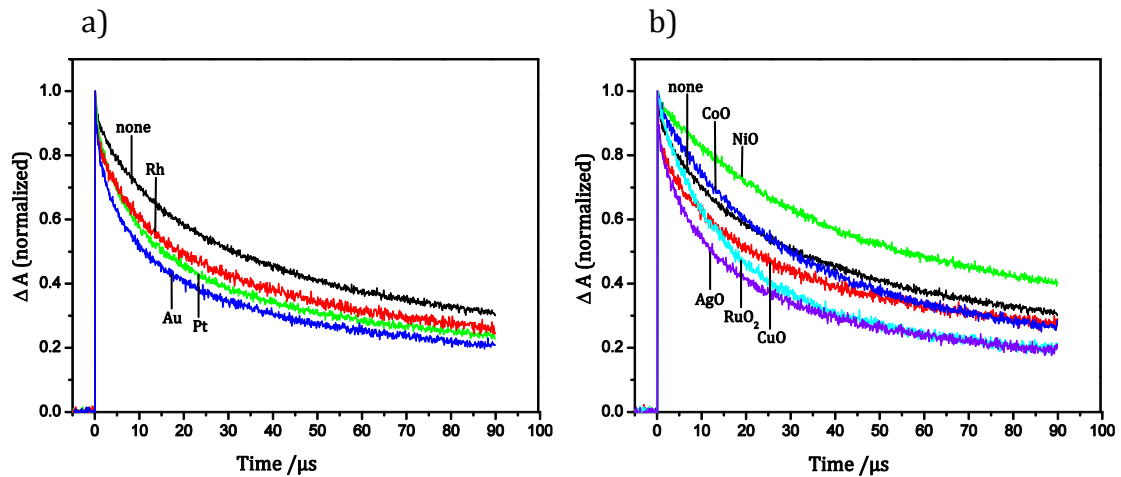 a)
Δ A (normalized)
1.0
0.8
0.6
0.4
0.2
0.0
none
Rh
Au
Pt
0 10 20 30 40 50 60 70 80 90 100
Time /μs
b)
Δ A (normalized)
1.0
0.8
0.6
0.4
0.2
0.0
none
CoO
NiO
AgO
RuO₂
CuO
0 10 20 30 40 50 60 70 80 90 100
Time /μs